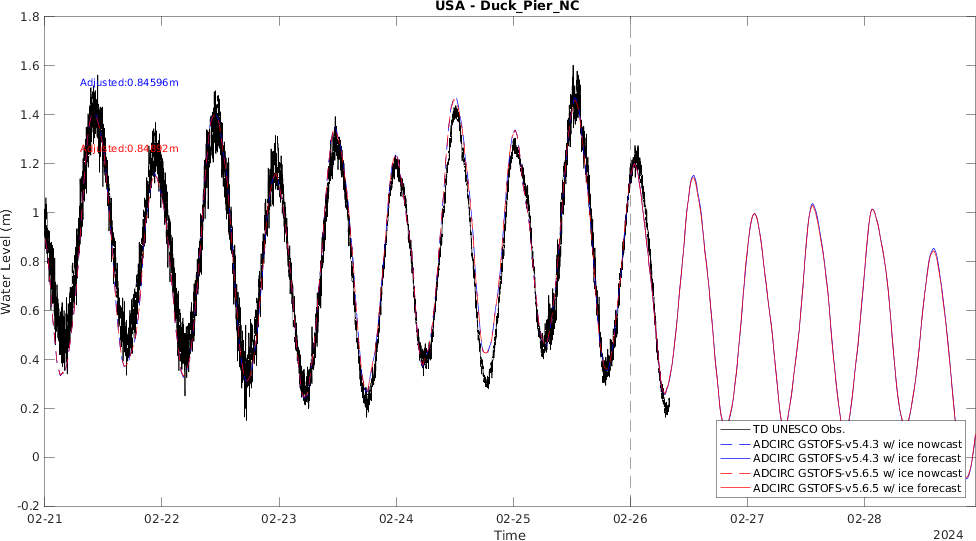 USA - Duck_Pier_NC
1.8
1.6
Adjusted:0.84596m
1.4
1.2
1
0.8
0.6
0.4
0.2
0
-0.2
Water Level (m)
TD UNESCO Obs.
ADCIRC GSTOFS-v5.4.3 w/ ice nowcast
ADCIRC GSTOFS-v5.4.3 w/ ice forecast
ADCIRC GSTOFS-v5.6.5 w/ ice nowcast
ADCIRC GSTOFS-v5.6.5 w/ ice forecast
02-21 02-22 02-23 02-24 02-25 02-26 02-27 02-28
Time
2024